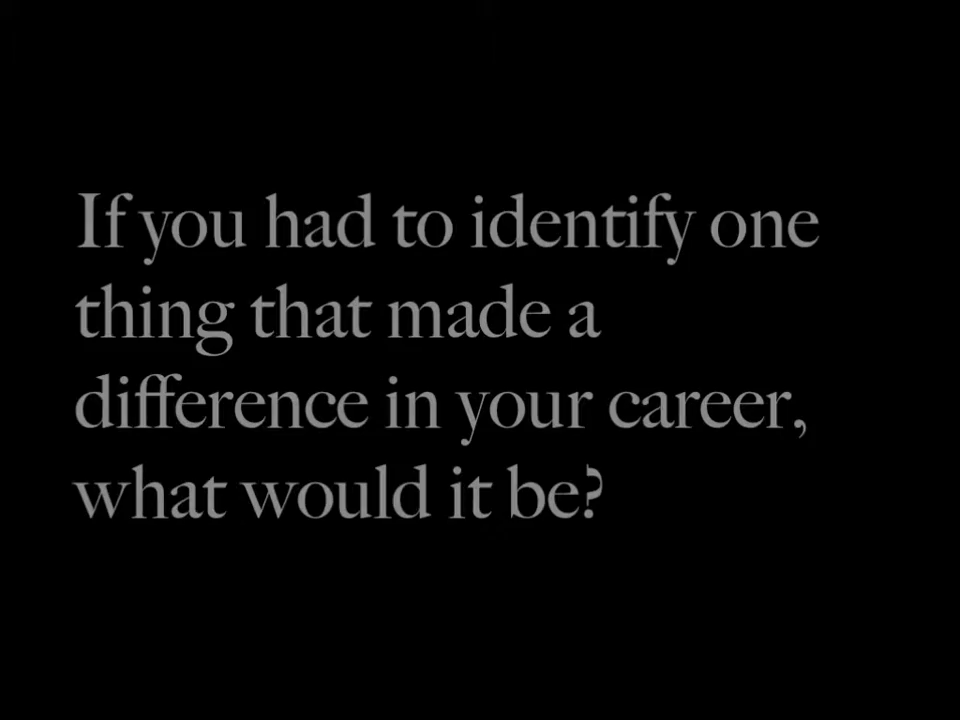 If you had to identify one
thing that made a
difference in your career,
what would it be?